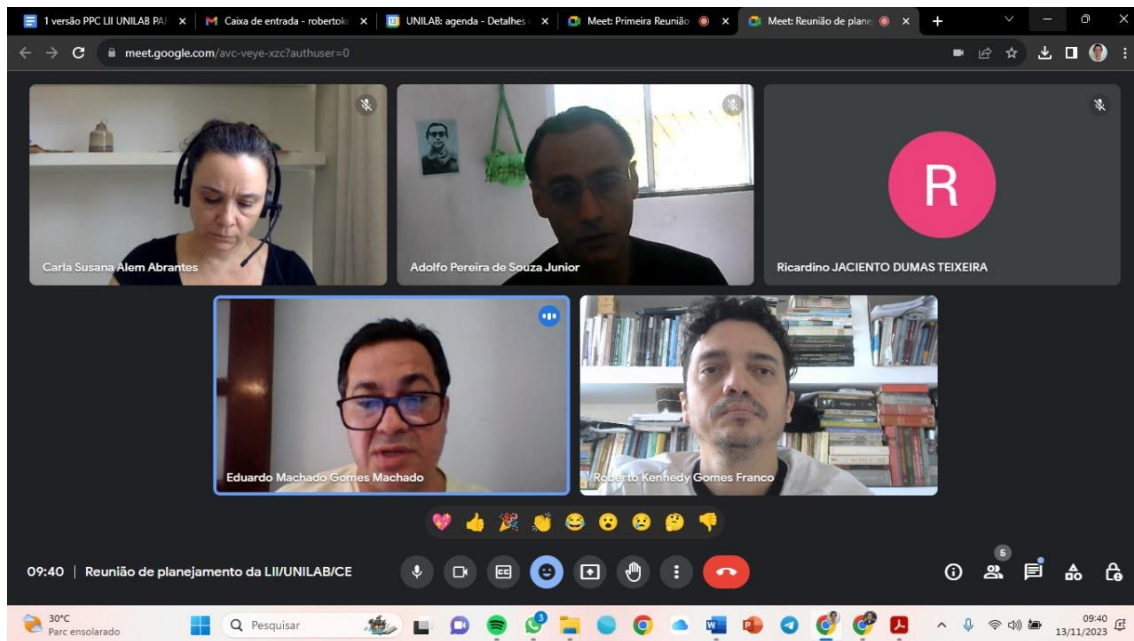 1 versão PPC LII UNILAB PAR
Caixa de entrada - robertoke
UNILAB: agenda - Detalhes
Meet: Primeira Reunião
Meet: Reunião de plane
meet.google.com/avc-veye-xzc?authuser=0
Carla Susana Alem Abrantes
Adolfo Pereira de Souza Junior
R
Ricardino JACIENTO DUMAS TEIXEIRA
Eduardo Machado Gomes Machado
Roberto Kennedy Gomes Franco
09:40 | Reunião de planejamento da LII/UNILAB/CE
5
30°C
Parc ensolarado
Pesquisar
3
09:40
13/11/2023